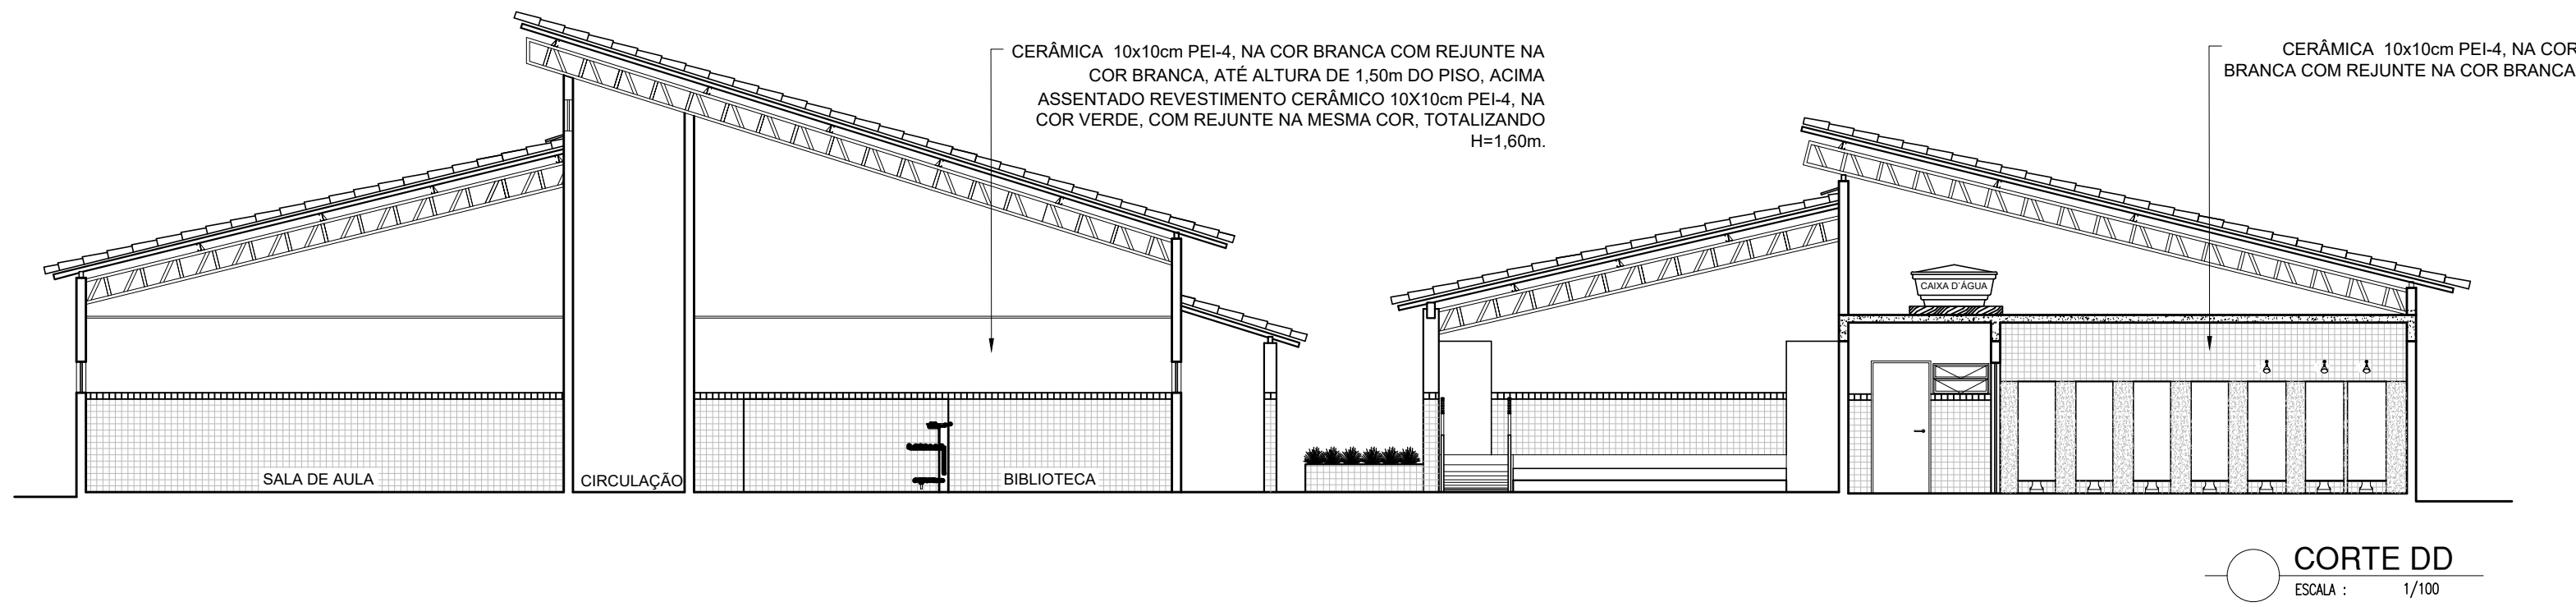 CERÂMICA 10x10cm PEI-4, NA COR BRANCA COM REJUNTE NA
COR BRANCA, ATÉ ALTURA DE 1,50m DO PISO, ACIMA
ASSENTADO REVESTIMENTO CERÂMICO 10X10cm PEI-4, NA
COR VERDE, COM REJUNTE NA MESMA COR, TOTALIZANDO
H=1,60m.
CERÂMICA 10x10cm PEI-4, NA COR
BRANCA COM REJUNTE NA COR BRANCA
CAIXA D'ÁGUA
SALA DE AULA
CIRCULAÇÃO
BIBLIOTECA
CORTE DD
ESCALA : 1/100